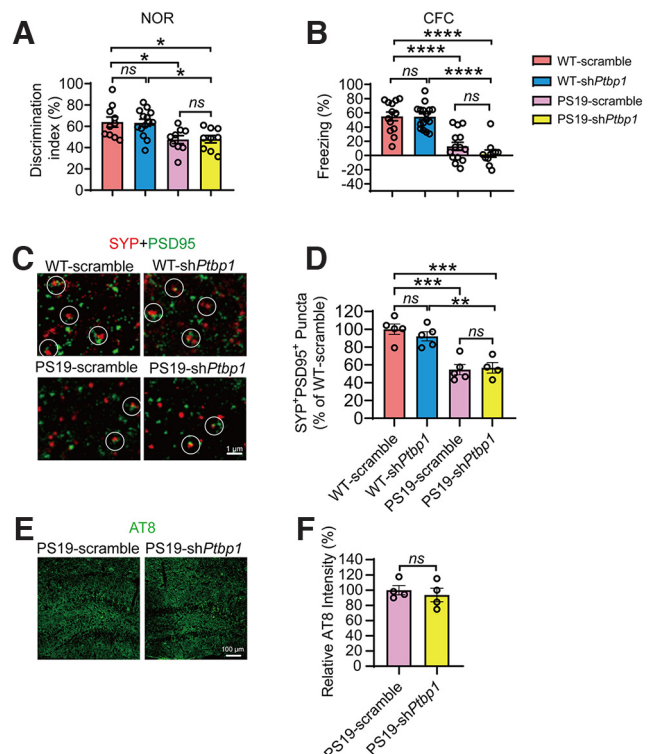 A
NOR
*
*
ns
*
ns
Discrimination
index (%)
100
80
60
40
20
0
B
CFC
****
****
ns
****
ns
Freezing (%)
100
80
60
40
20
0
-20
-40
WT-scramble
WT-shPtbp1
PS19-scramble
PS19-shPtbp1
C
SYP+PSD95
WT-scramble
WT-shPtbp1
PS19-scramble
PS19-shPtbp1
1 µm
D
***
***
ns
**
ns
SYP+PSD95+ Puncta
(% of WT-scramble)
120
100
80
60
40
20
0
WT-scramble
WT-shPtbp1
PS19-scramble
PS19-shPtbp1
E
AT8
PS19-scramble
PS19-shPtbp1
100 µm
F
ns
Relative AT8 Intensity (%)
140
120
100
80
60
40
20
0
PS19-scramble
PS19-shPtbp1